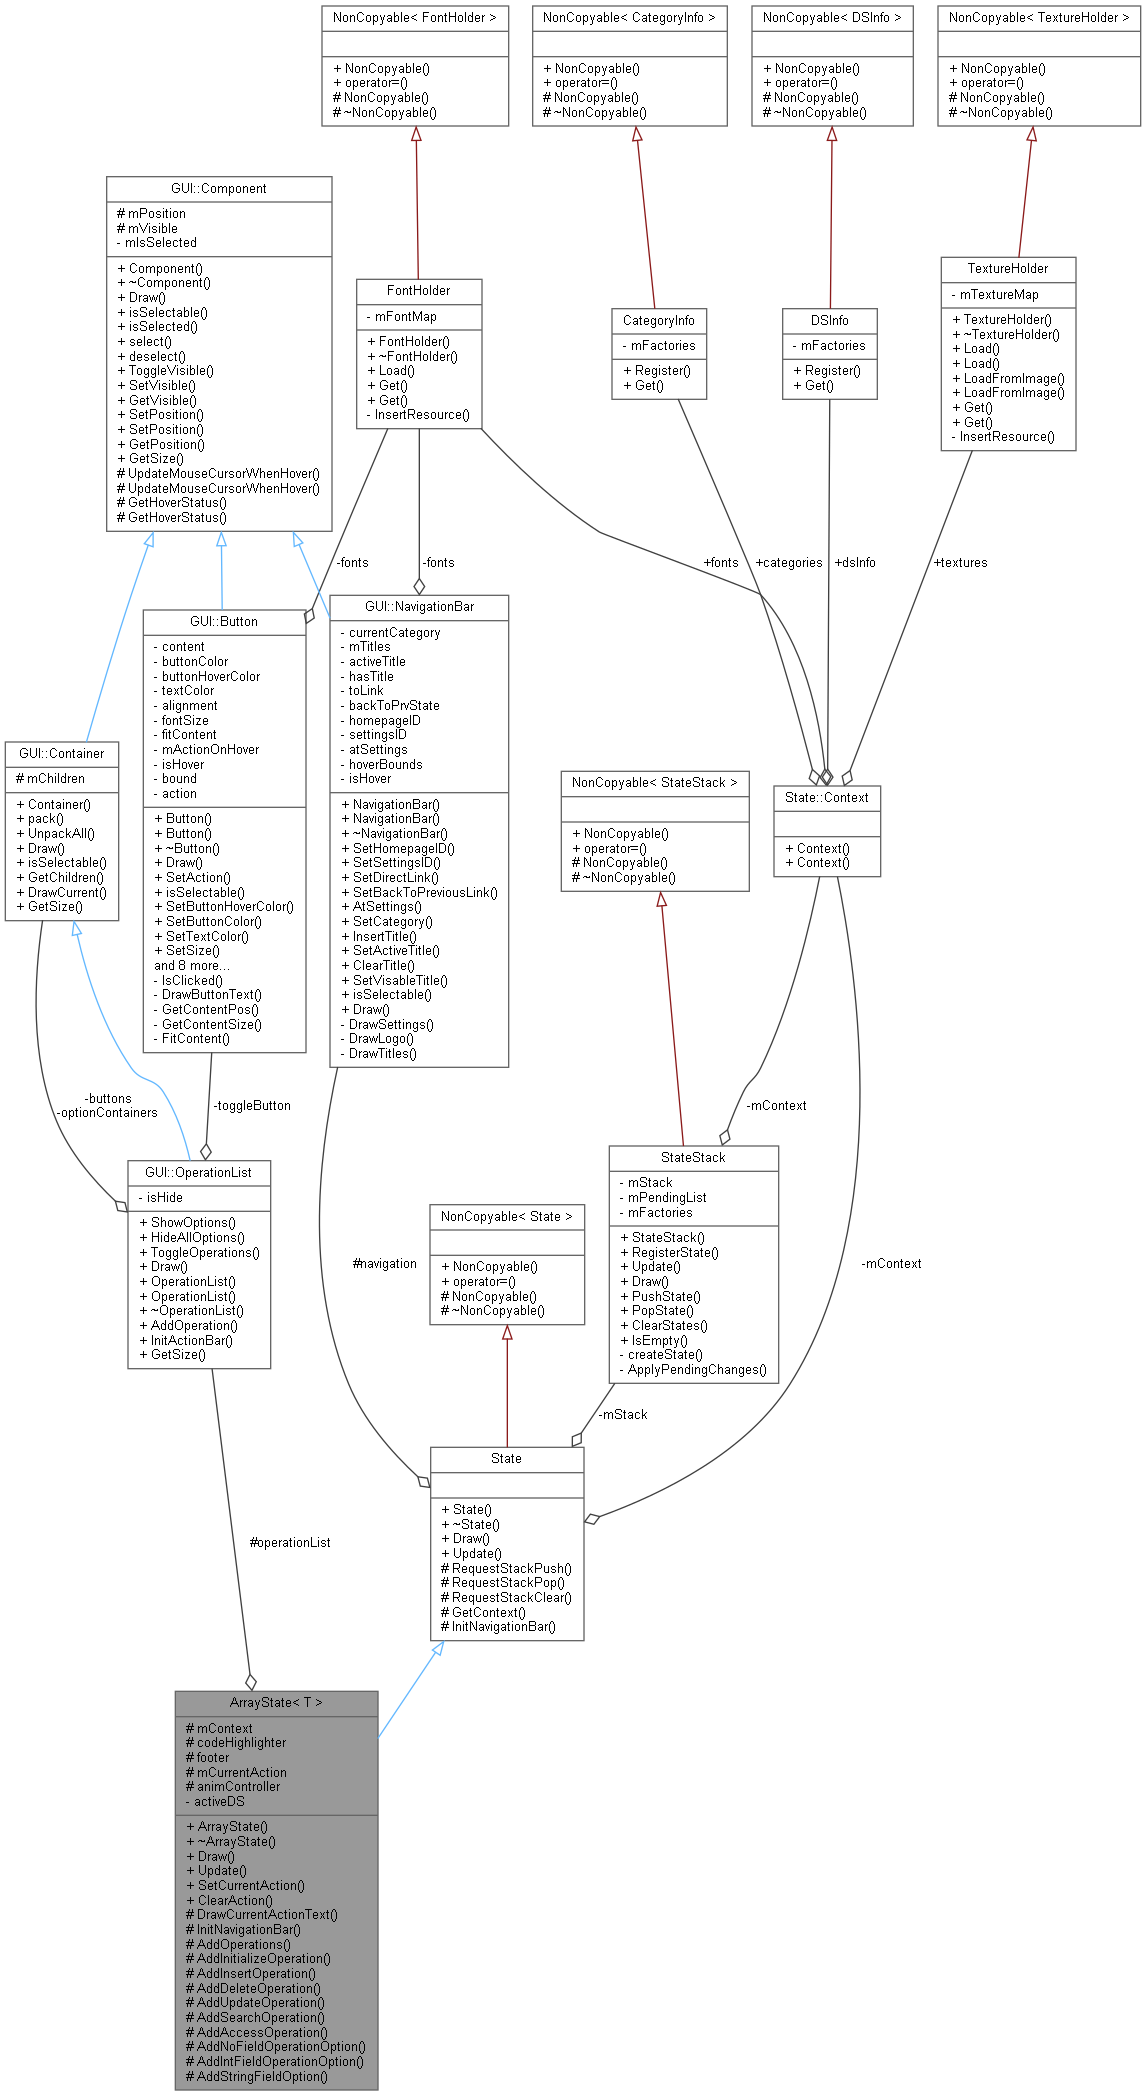 NonCopyable< FontHolder >
+ NonCopyable()
+ operator=()
# NonCopyable()
# ~NonCopyable()
NonCopyable< CategoryInfo >
+ NonCopyable()
+ operator=()
# NonCopyable()
# ~NonCopyable()
NonCopyable< DSInfo >
+ NonCopyable()
+ operator=()
# NonCopyable()
# ~NonCopyable()
NonCopyable< TextureHolder >
+ NonCopyable()
+ operator=()
# NonCopyable()
# ~NonCopyable()
GUI::Component
# mPosition
# mVisible
- mIsSelected
+ Component()
+ ~Component()
+ Draw()
+ isSelectable()
+ isSelected()
+ select()
+ deselect()
+ ToggleVisible()
+ SetVisible()
+ GetVisible()
+ SetPosition()
+ SetPosition()
+ GetPosition()
+ GetSize()
# UpdateMouseCursorWhenHover()
# UpdateMouseCursorWhenHover()
# GetHoverStatus()
# GetHoverStatus()
FontHolder
- mFontMap
+ FontHolder()
+ ~FontHolder()
+ Load()
+ Get()
+ Get()
- InsertResource()
CategoryInfo
- mFactories
+ Register()
+ Get()
DSInfo
- mFactories
+ Register()
+ Get()
TextureHolder
- mTextureMap
+ TextureHolder()
+ ~TextureHolder()
+ Load()
+ Load()
+ LoadFromImage()
+ LoadFromImage()
+ Get()
+ Get()
- InsertResource()
-fonts
-fonts
+fonts
+categories
+dsInfo
+textures
GUI::Button
- content
- buttonColor
- buttonHoverColor
- textColor
- alignment
- fontSize
- fitContent
- mActionOnHover
- isHover
- bound
- action
+ Button()
+ Button()
+ ~Button()
+ Draw()
+ SetAction()
+ isSelectable()
+ SetButtonHoverColor()
+ SetButtonColor()
+ SetTextColor()
+ SetSize()
and 8 more...
- IsClicked()
- DrawButtonText()
- GetContentPos()
- GetContentSize()
- FitContent()
GUI::NavigationBar
- currentCategory
- mTitles
- activeTitle
- hasTitle
- toLink
- backToPrvState
- homepageID
- settingsID
- atSettings
- hoverBounds
- isHover
+ NavigationBar()
+ NavigationBar()
+ ~NavigationBar()
+ SetHomepageID()
+ SetSettingsID()
+ SetDirectLink()
+ SetBackToPreviousLink()
+ AtSettings()
+ SetCategory()
+ InsertTitle()
+ SetActiveTitle()
+ ClearTitle()
+ SetVisableTitle()
+ isSelectable()
+ Draw()
- DrawSettings()
- DrawLogo()
- DrawTitles()
GUI::Container
# mChildren
+ Container()
+ pack()
+ UnpackAll()
+ Draw()
+ isSelectable()
+ GetChildren()
+ DrawCurrent()
+ GetSize()
NonCopyable< StateStack >
+ NonCopyable()
+ operator=()
# NonCopyable()
# ~NonCopyable()
State::Context
+ Context()
+ Context()
-buttons
-optionContainers
-toggleButton
-mContext
GUI::OperationList
- isHide
+ ShowOptions()
+ HideAllOptions()
+ ToggleOperations()
+ Draw()
+ OperationList()
+ OperationList()
+ ~OperationList()
+ AddOperation()
+ InitActionBar()
+ GetSize()
StateStack
- mStack
- mPendingList
- mFactories
+ StateStack()
+ RegisterState()
+ Update()
+ Draw()
+ PushState()
+ PopState()
+ ClearStates()
+ IsEmpty()
- createState()
- ApplyPendingChanges()
NonCopyable< State >
+ NonCopyable()
+ operator=()
# NonCopyable()
# ~NonCopyable()
#navigation
-mContext
-mStack
State
+ State()
+ ~State()
+ Draw()
+ Update()
# RequestStackPush()
# RequestStackPop()
# RequestStackClear()
# GetContext()
# InitNavigationBar()
#operationList
ArrayState< T >
# mContext
# codeHighlighter
# footer
# mCurrentAction
# animController
- activeDS
+ ArrayState()
+ ~ArrayState()
+ Draw()
+ Update()
+ SetCurrentAction()
+ ClearAction()
# DrawCurrentActionText()
# InitNavigationBar()
# AddOperations()
# AddInitializeOperation()
# AddInsertOperation()
# AddDeleteOperation()
# AddUpdateOperation()
# AddSearchOperation()
# AddAccessOperation()
# AddNoFieldOperationOption()
# AddIntFieldOperationOption()
# AddStringFieldOption()